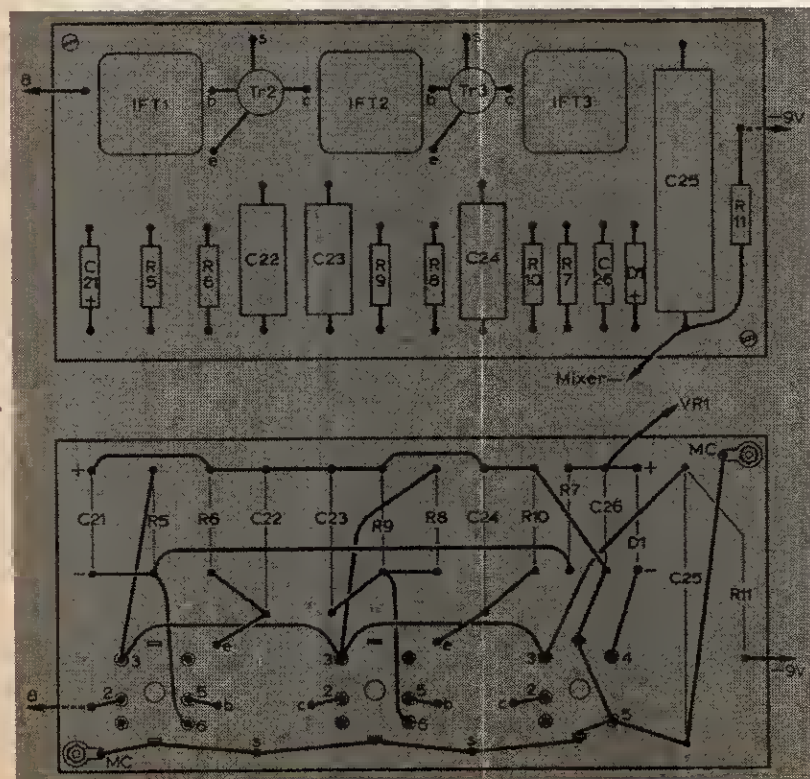 s s
8 IFT1 b Tr2 c IFT2 b Tr3 c IFT3 -9V
e e
C25
R11
C21 + R5 R6 C22 C23 R9 R8 C24 R10 R7 C26 D1 +
Mixer
VR1
MC
+ +
C21 R5 R6 C22 C23 R9 R8 C24 R10 R7 C26 D1 C25 R11
- -
e e
3 3 3 4
8 2 5 b c 2 5 b c 2 5 -9V
6 6
s s
MC